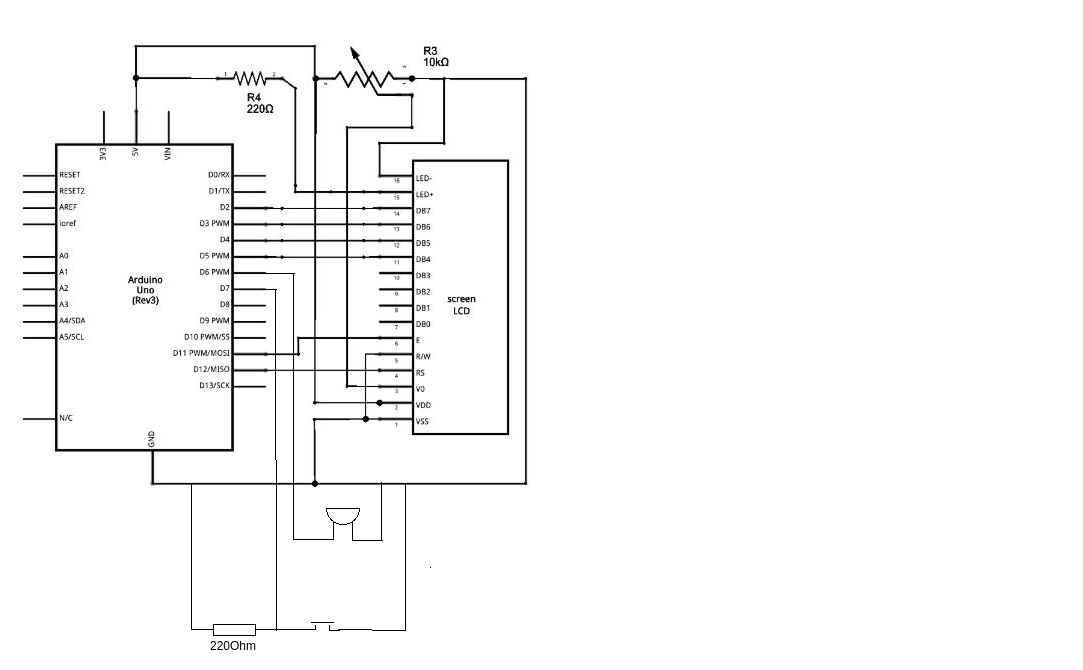 R3
10kΩ
1
2
R4
220Ω
3V3
5V
VIN
RESET
RESET2
AREF
ioref
A0
A1
A2
A3
A4/SDA
A5/SCL
N/C
Arduino
Uno
(Rev3)
D0/RX
D1/TX
D2
D3 PWM
D4
D5 PWM
D6 PWM
D7
D8
D9 PWM
D10 PWM/SS
D11 PWM/MOSI
D12/MISO
D13/SCK
GND
16 LED-
15 LED+
14 DB7
13 DB6
12 DB5
11 DB4
10 DB3
9 DB2
8 DB1
7 DB0
6 E
5 R/W
4 RS
3 V0
2 VDD
1 VSS
screen
LCD
220Ohm